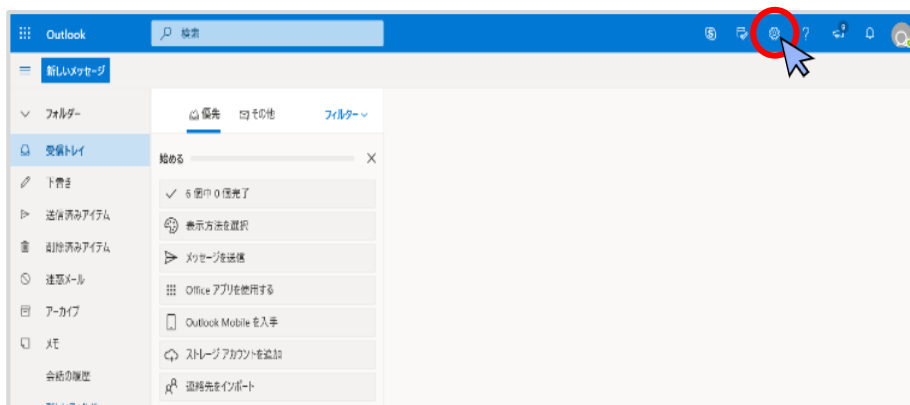 Outlook
検索
?
新しいメッセージ
フォルダー
優先
その他
フィルター
受信トレイ
始める
下書き
6 個中 0 個完了
送信済みアイテム
表示方法を選択
削除済みアイテム
メッセージを送信
迷惑メール
Office アプリを使用する
アーカイブ
Outlook Mobile を入手
メモ
ストレージ アカウントを追加
会話の履歴
連絡先をインポート